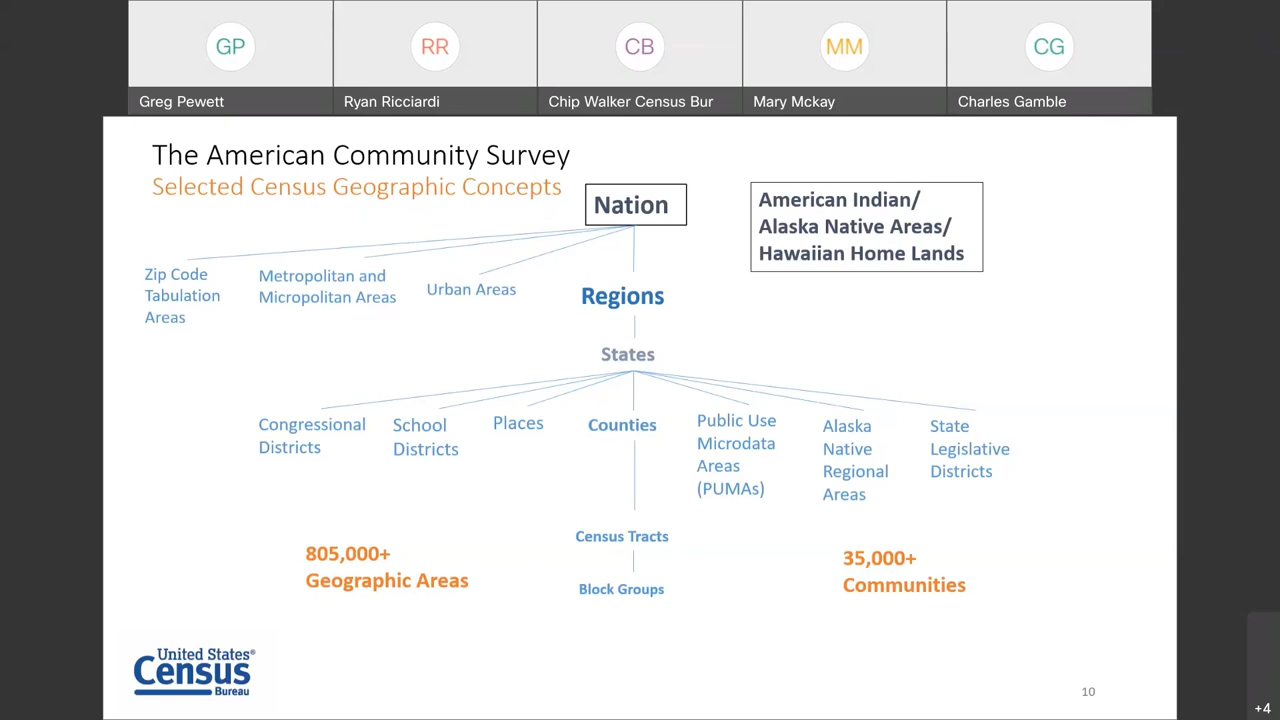 GP
RR
CB
MM
CG
Greg Pewett
Ryan Ricciardi
Chip Walker Census Bur
Mary Mckay
Charles Gamble
The American Community Survey
Selected Census Geographic Concepts
Nation
American Indian/
Alaska Native Areas/
Hawaiian Home Lands
Zip Code
Tabulation
Areas
Metropolitan and
Micropolitan Areas
Urban Areas
Regions
States
Congressional
Districts
School
Districts
Places
Counties
Public Use
Microdata
Areas
(PUMAs)
Alaska
Native
Regional
Areas
State
Legislative
Districts
Census Tracts
Block Groups
805,000+
Geographic Areas
35,000+
Communities
United States®
Census
Bureau
10
+4